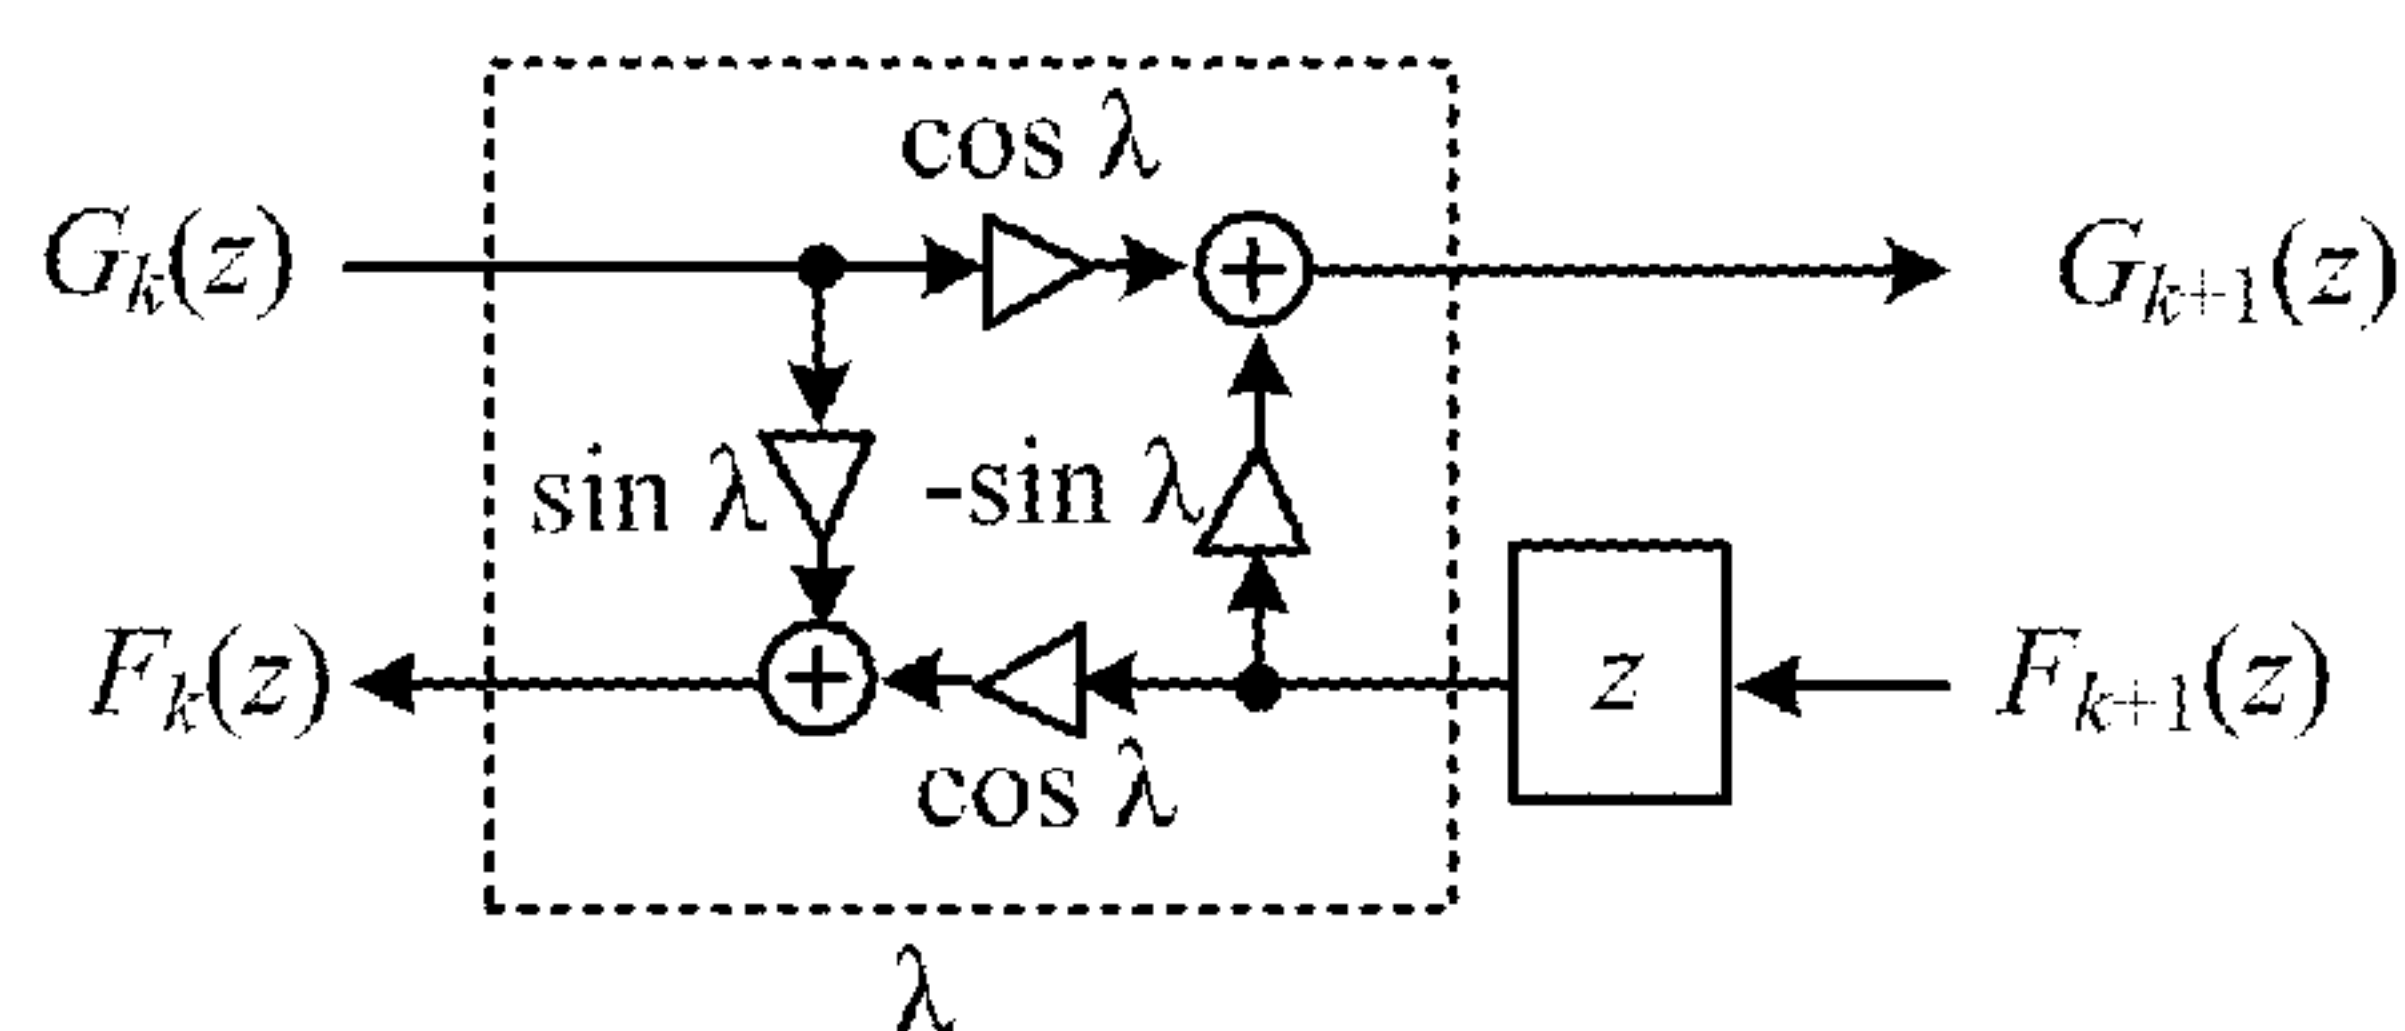 cos λ
G_k(z)
+
G_{k+1}(z)
sin λ
-sin λ
F_k(z)
+
z
F_{k+1}(z)
cos λ
λ